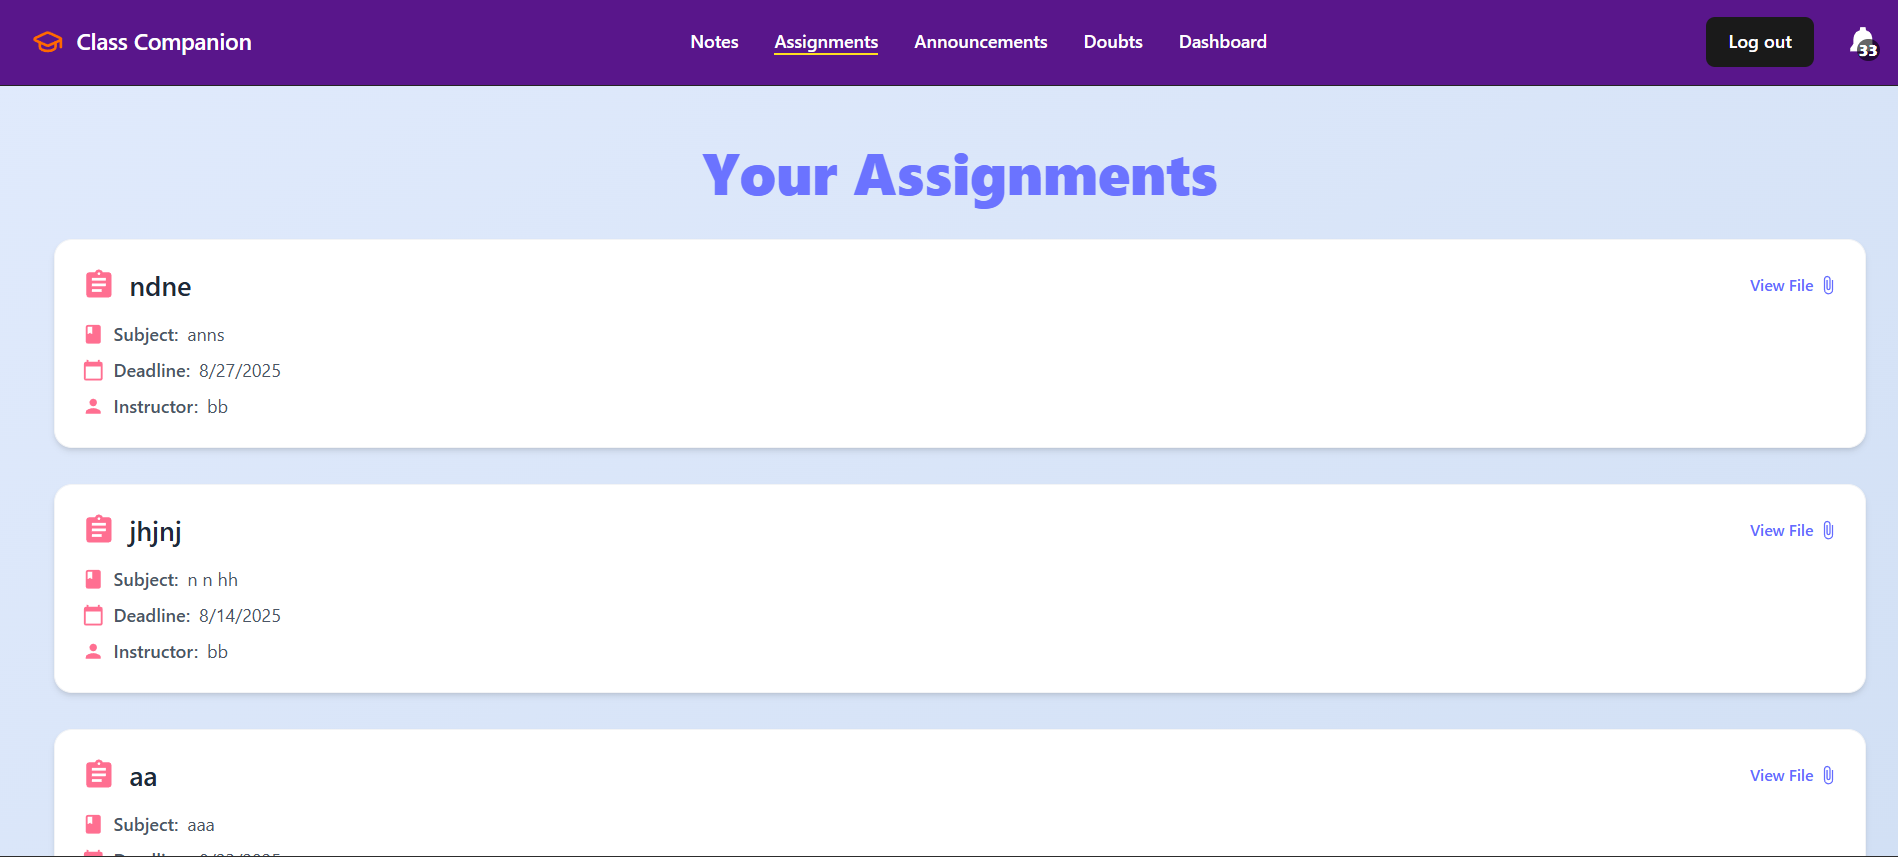 Class Companion
Notes Assignments Announcements Doubts Dashboard
Log out
33
Your Assignments
ndne
View File
Subject: anns
Deadline: 8/27/2025
Instructor: bb
jhjnj
View File
Subject: n n hh
Deadline: 8/14/2025
Instructor: bb
aa
View File
Subject: aaa